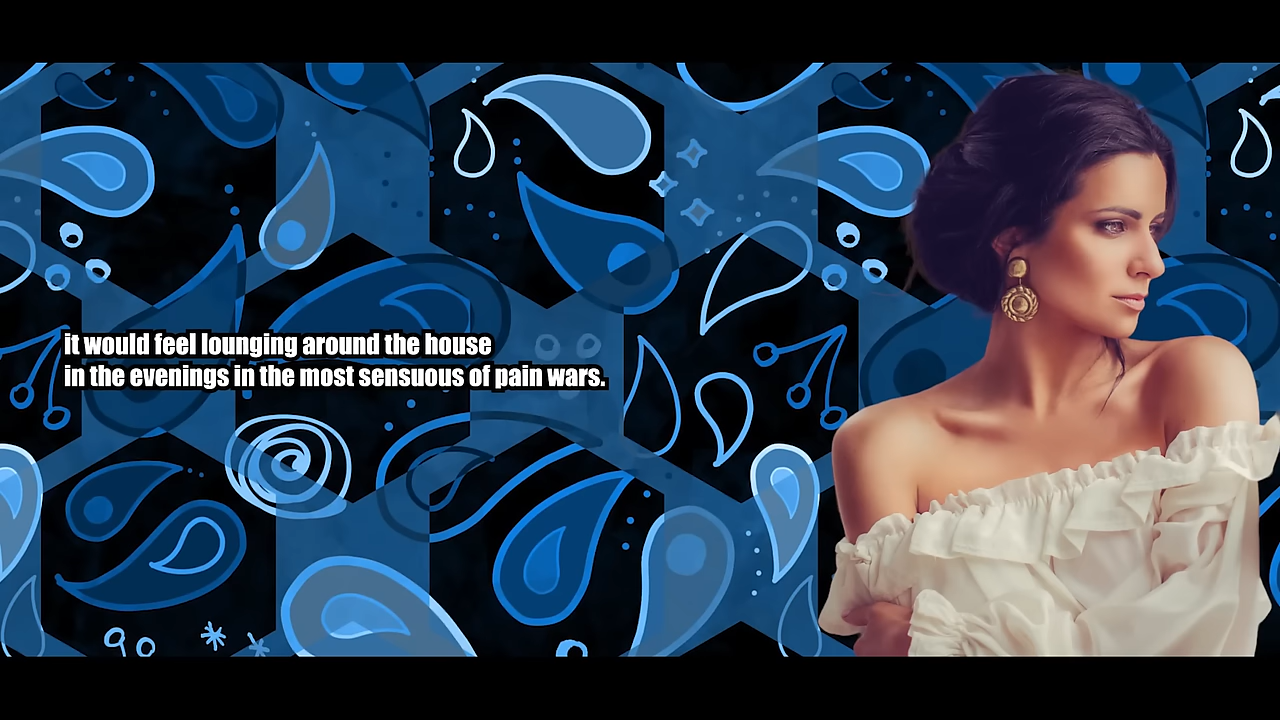 it would feel lounging around the house
in the evenings in the most sensuous of pain wars.